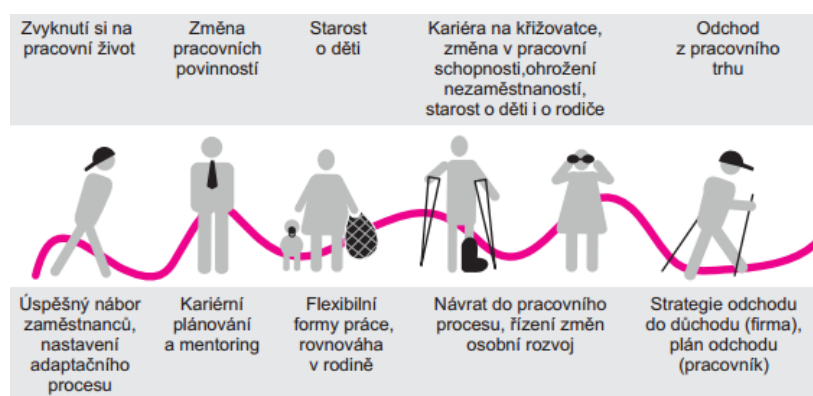 Zvyknutí si na
pracovní život
Změna
pracovních
povinností
Starost
o děti
Kariéra na křižovatce,
změna v pracovní
schopnosti,ohrožení
nezaměstnaností,
starost o děti i o rodiče
Odchod
z pracovního
trhu
Úspěšný nábor
zaměstnanců,
nastavení
adaptačního
procesu
Kariérní
plánování
a mentoring
Flexibilní
formy práce,
rovnováha
v rodině
Návrat do pracovního
procesu, řízení změn
osobní rozvoj
Strategie odchodu
do důchodu (firma),
plán odchodu
(pracovník)